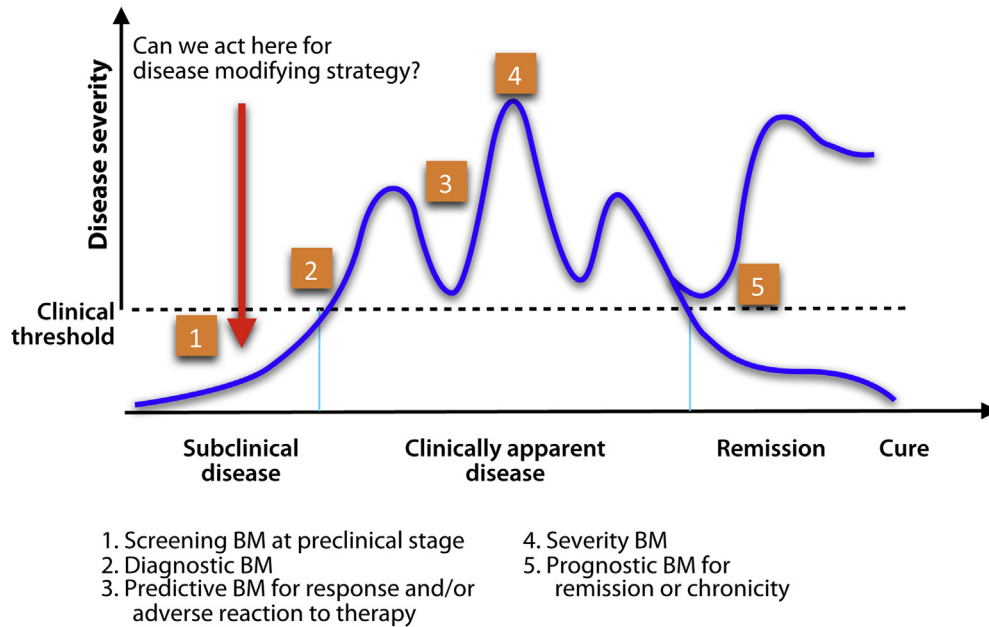 Can we act here for
disease modifying strategy?
Disease severity
4
3
2
5
Clinical
threshold
1
Subclinical
disease
Clinically apparent
disease
Remission
Cure
1. Screening BM at preclinical stage
2. Diagnostic BM
3. Predictive BM for response and/or
adverse reaction to therapy
4. Severity BM
5. Prognostic BM for
remission or chronicity